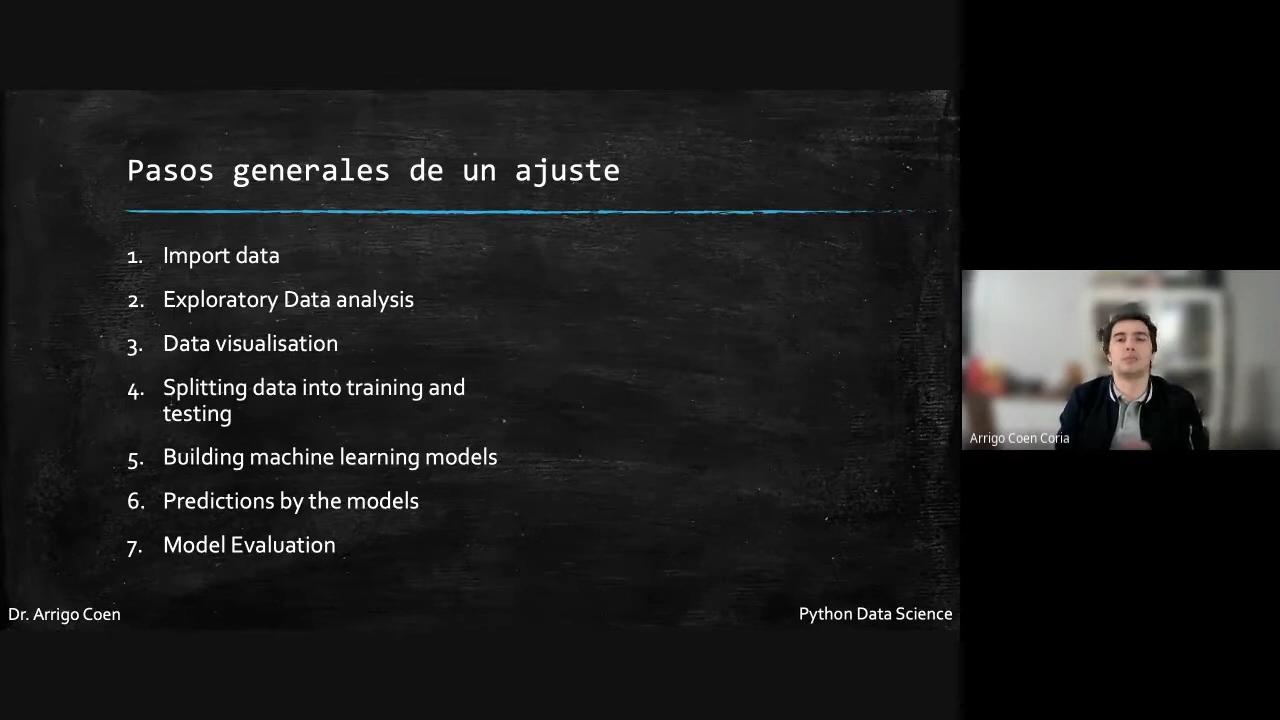 Pasos generales de un ajuste
1. Import data
2. Exploratory Data analysis
3. Data visualisation
4. Splitting data into training and
testing
5. Building machine learning models
6. Predictions by the models
7. Model Evaluation
Dr. Arrigo Coen
Python Data Science
Arrigo Coen Coria